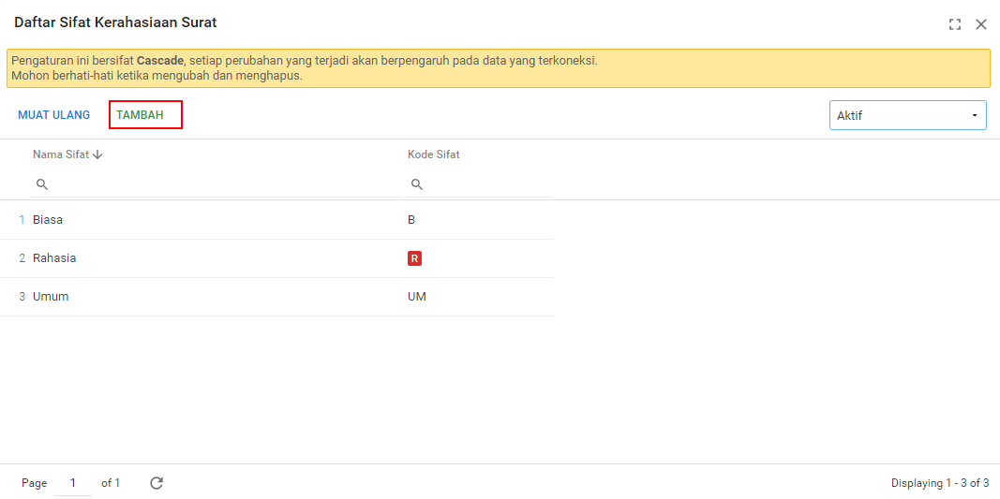 Daftar Sifat Kerahasiaan Surat
Pengaturan ini bersifat Cascade, setiap perubahan yang terjadi akan berpengaruh pada data yang terkoneksi.
Mohon berhati-hati ketika mengubah dan menghapus.
MUAT ULANG TAMBAH Aktif
Nama Sifat Kode Sifat
1 Biasa B
2 Rahasia R
3 Umum UM
Page 1 of 1 Displaying 1 - 3 of 3